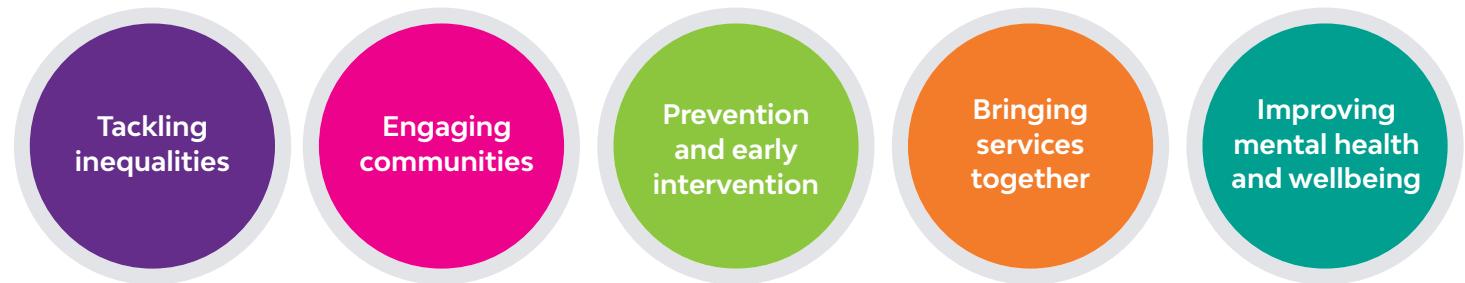 Tackling
inequalities
Engaging
communities
Prevention
and early
intervention
Bringing
services
together
Improving
mental health
and wellbeing